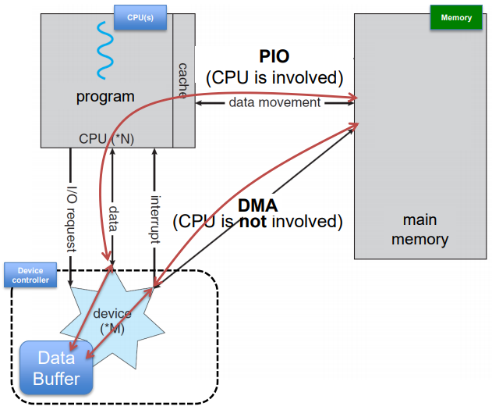 CPU(s)
Memory
program
cache
CPU (*N)
PIO
(CPU is involved)
data movement
I/O request
data
interrupt
DMA
(CPU is not involved)
main
memory
Device
controller
device
(*M)
Data
Buffer